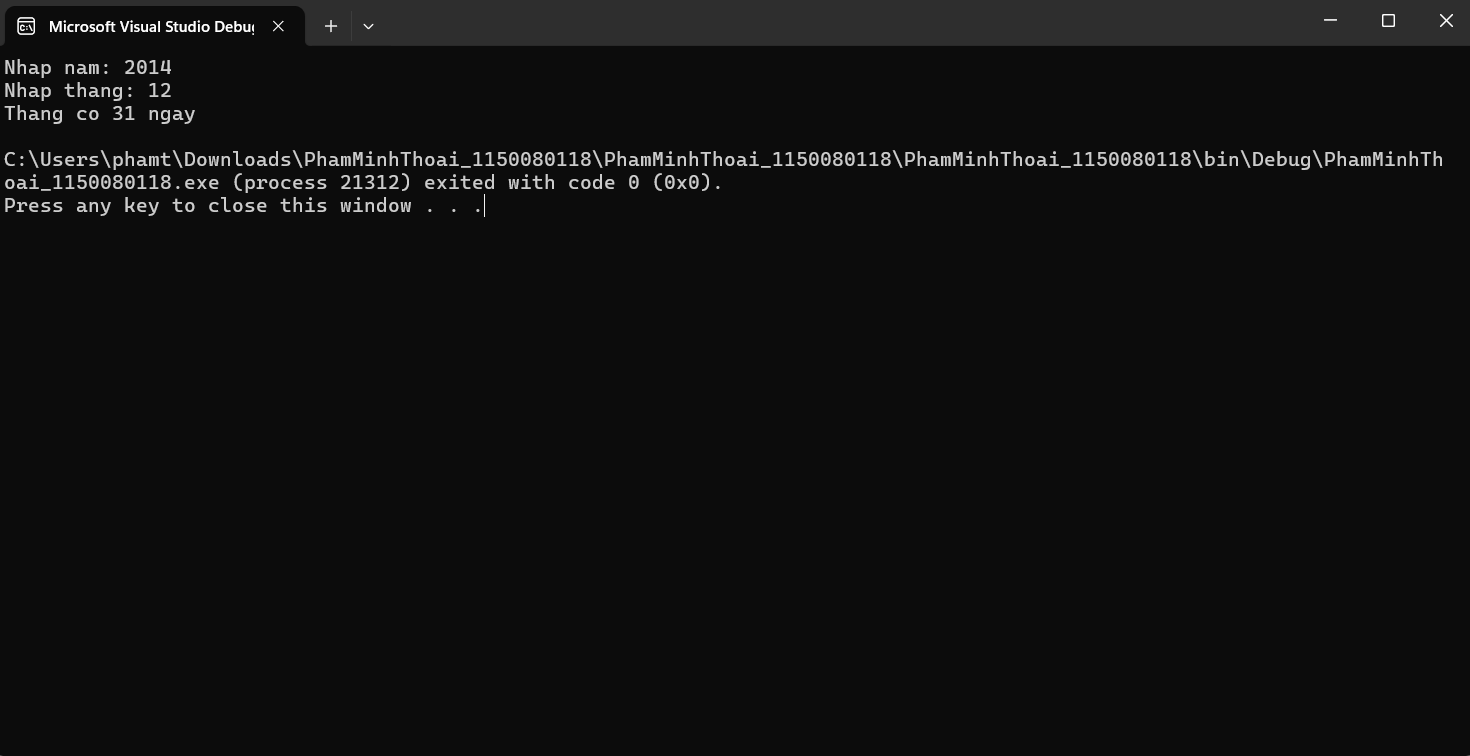 Microsoft Visual Studio Debu
Nhap nam: 2014
Nhap thang: 12
Thang co 31 ngay
C:\Users\phamt\Downloads\PhamMinhThoai_1150080118\PhamMinhThoai_1150080118\PhamMinhThoai_1150080118\bin\Debug\PhamMinhTh
oai_1150080118.exe (process 21312) exited with code 0 (0x0).
Press any key to close this window . . .